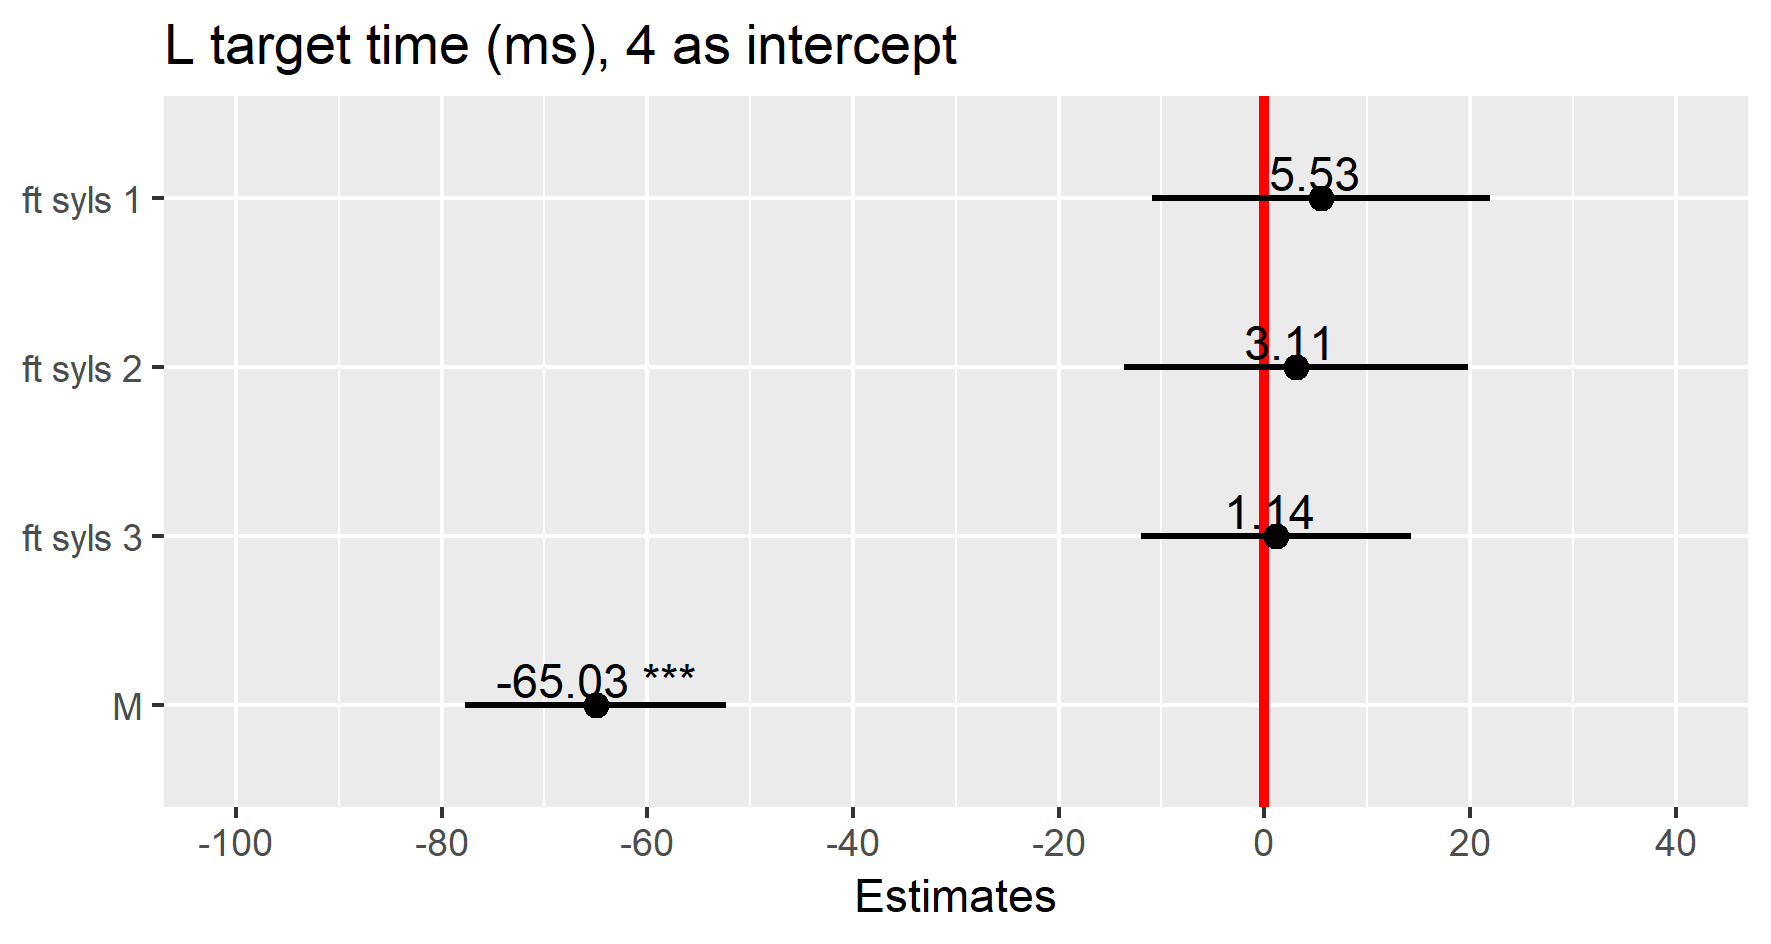 L target time (ms), 4 as intercept
ft syls 1
5.53
ft syls 2
3.11
ft syls 3
1.14
M
-65.03 ***
-100 -80 -60 -40 -20 0 20 40
Estimates